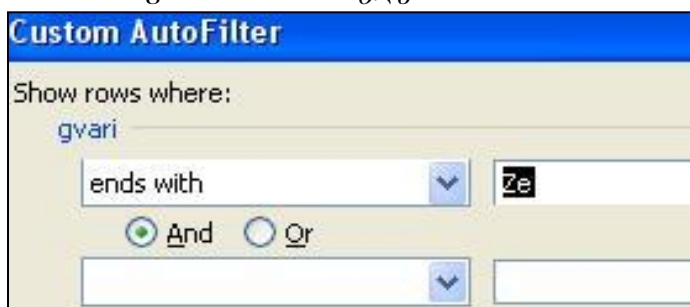 Custom AutoFilter
Show rows where:
gvari
ends with
Ze
And Or